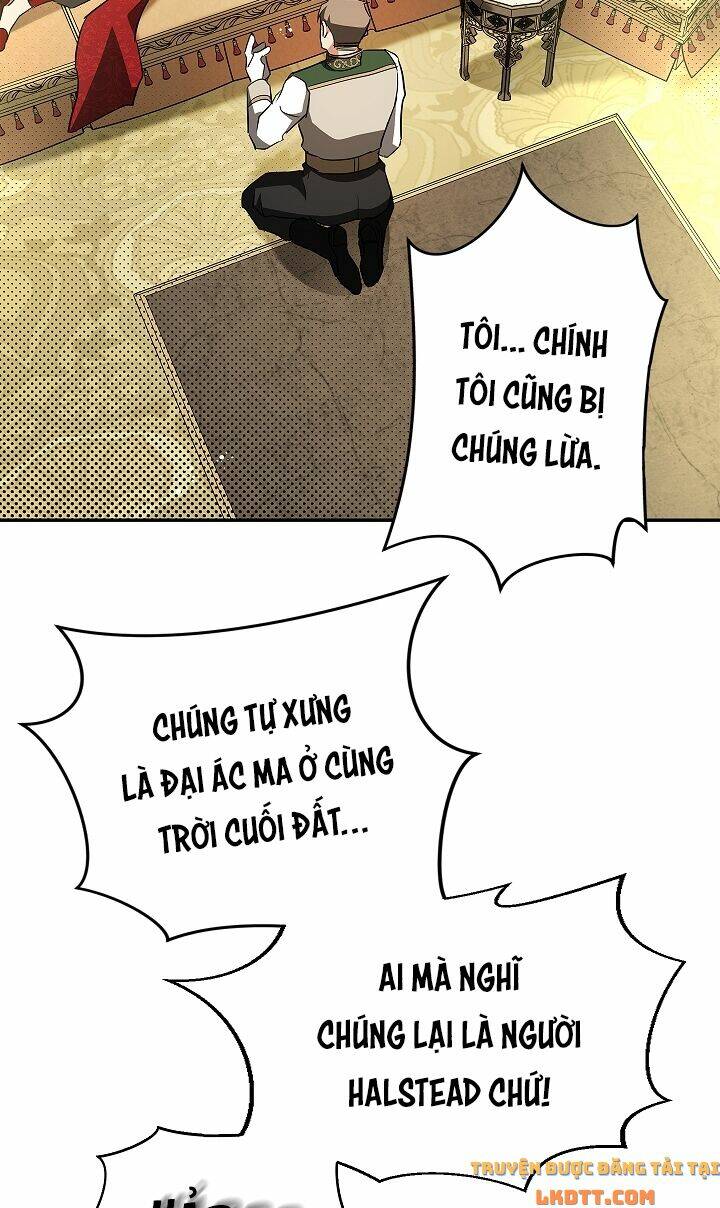 TÔI... CHÍNH
TÔI CŨNG BỊ
CHÚNG LỪA.
CHÚNG TỰ XƯNG
LÀ ĐẠI ÁC MA Ở CÙNG
TRỜI CUỐI ĐẤT...
AI MÀ NGHĨ
CHÚNG LẠI LÀ NGƯỜI
HALSTEAD CHỨ!
TRUYỆN ĐƯỢC ĐĂNG TẢI TẠI
LKDTT.COM